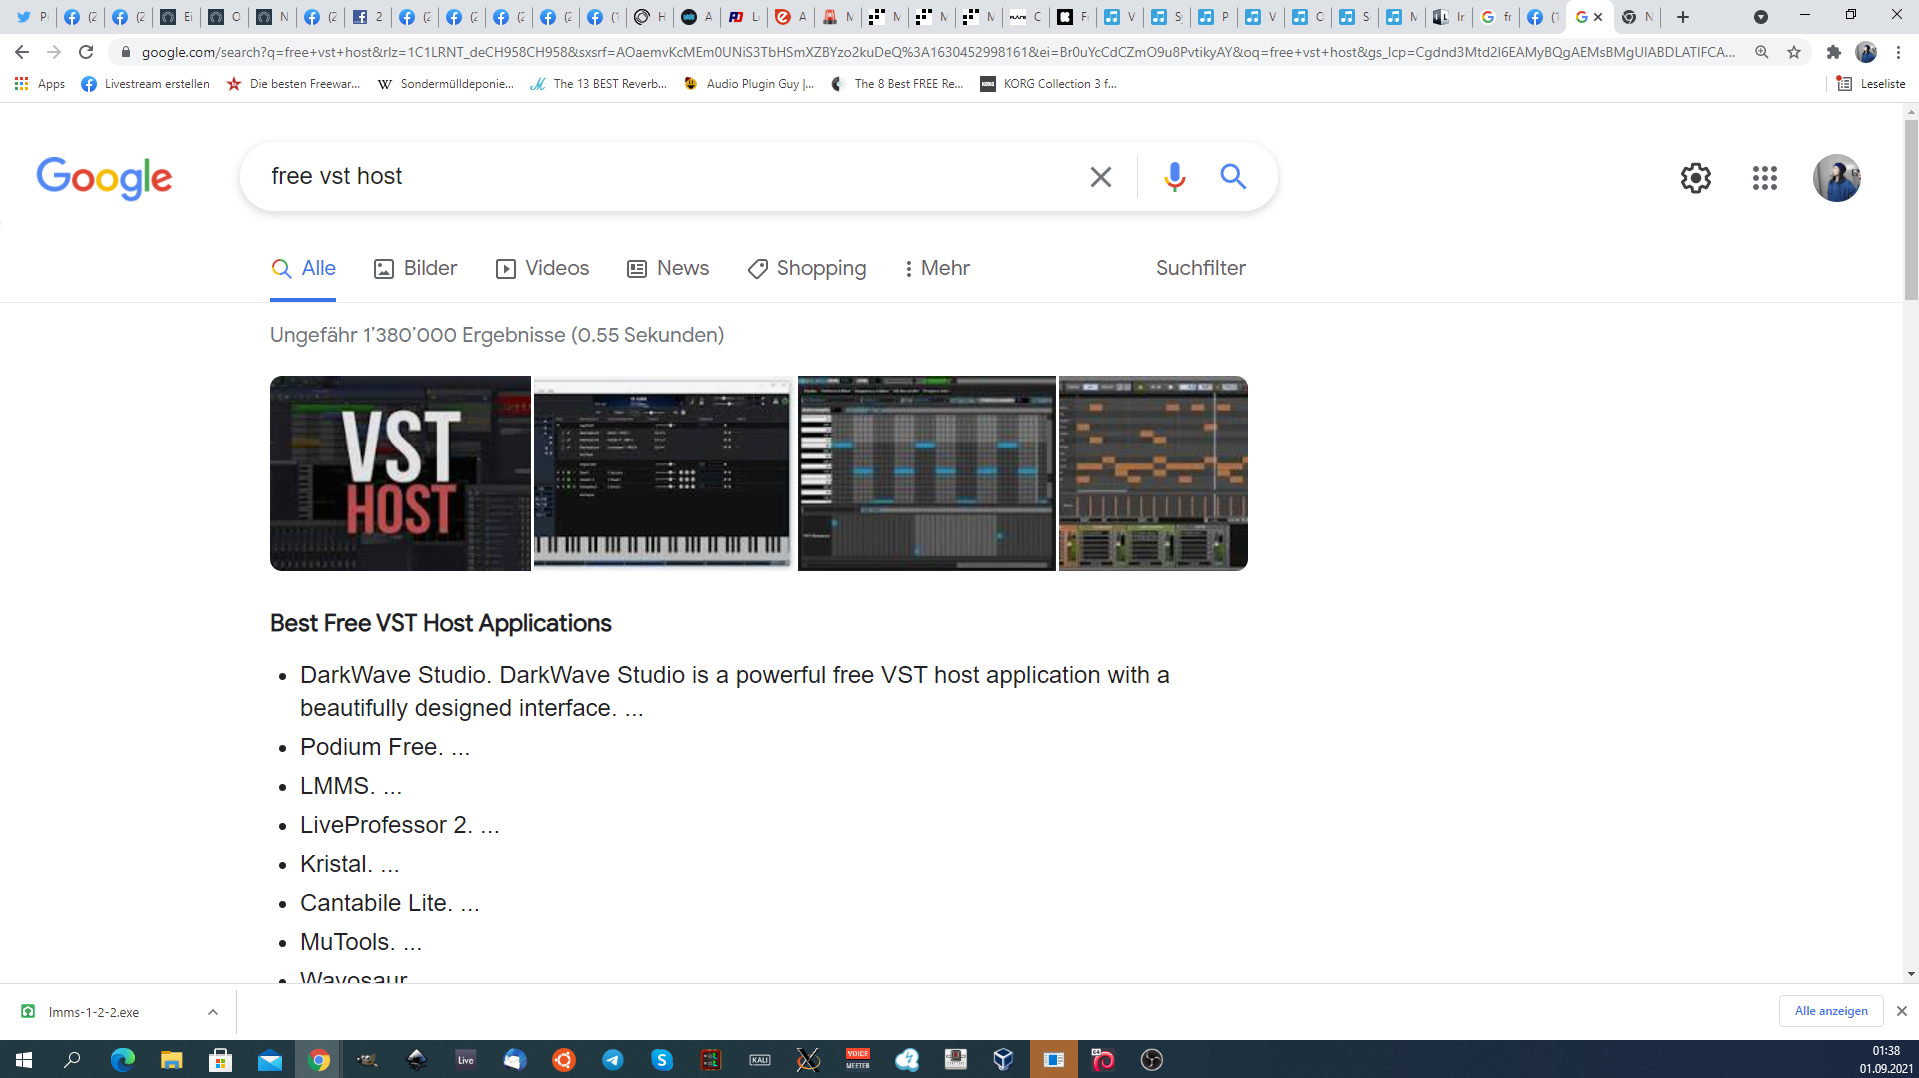 google.com/search?q=free+vst+host&rlz=1C1LRNT_deCH958CH958&sxsrf=AOaemvKcMEm0UNiS3TbHSmXZBYzo2kuDeQ%3A1630452998161&ei=Br0uYcCdCZmO9u8PvtikyAY&oq=free+vst+host&gs_lcp=Cgdnd3Mtd2l6EAMyBQgAEMsBMgUIABDLATIFCA...
Apps
Livestream erstellen
Die besten Freewar...
Sondermülldeponie...
The 13 BEST Reverb...
Audio Plugin Guy |...
The 8 Best FREE Re...
KORG Collection 3 f...
Leseliste
Google
free vst host
Alle
Bilder
Videos
News
Shopping
Mehr
Suchfilter
Ungefähr 1’380’000 Ergebnisse (0.55 Sekunden)
VST
HOST
Best Free VST Host Applications
DarkWave Studio. DarkWave Studio is a powerful free VST host application with a
beautifully designed interface. ...
Podium Free. ...
LMMS. ...
LiveProfessor 2. ...
Kristal. ...
Cantabile Lite. ...
MuTools. ...
Wavosaur
lmms-1-2-2.exe
Alle anzeigen
Live
KALI
VOICE
MEETER
01:38
01.09.2021